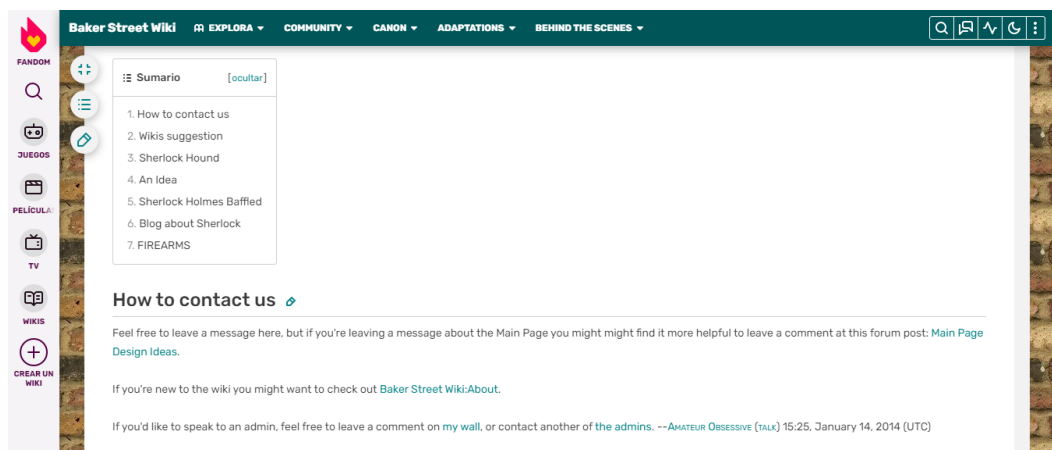 Baker Street Wiki EXPLORA COMMUNITY CANON ADAPTATIONS BEHIND THE SCENES
FANDOM
JUEGOS
PELÍCULAS
TV
WIKIS
CREAR UN
WIKI
Sumario [ocultar]
1. How to contact us
2. Wikis suggestion
3. Sherlock Hound
4. An Idea
5. Sherlock Holmes Baffled
6. Blog about Sherlock
7. FIREARMS
How to contact us
Feel free to leave a message here, but if you're leaving a message about the Main Page you might might find it more helpful to leave a comment at this forum post: Main Page
Design Ideas.
If you're new to the wiki you might want to check out Baker Street Wiki:About.
If you'd like to speak to an admin, feel free to leave a comment on my wall, or contact another of the admins. --Amateur Obsessive (talk) 15:25, January 14, 2014 (UTC)